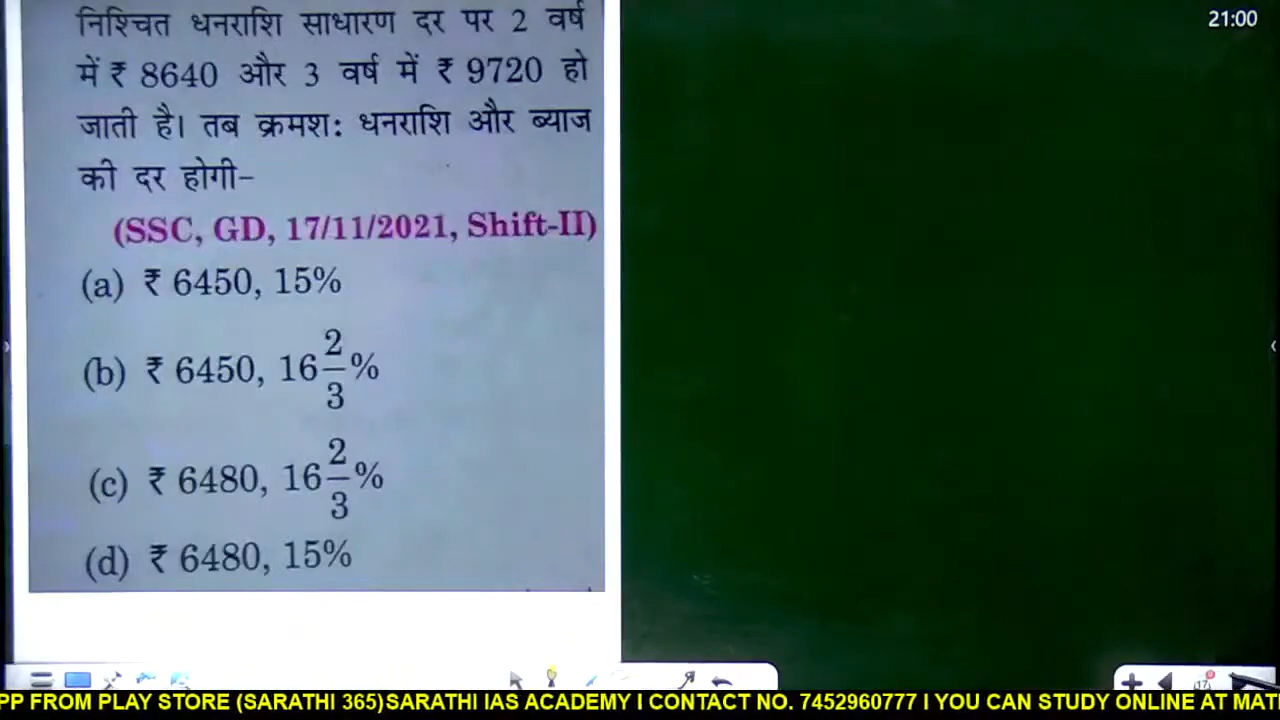 21:00
निश्चित धनराशि साधारण दर पर 2 वर्ष
में ₹ 8640 और 3 वर्ष में ₹ 9720 हो
जाती है। तब क्रमशः धनराशि और ब्याज
की दर होगी-
(SSC, GD, 17/11/2021, Shift-II)
(a) ₹ 6450, 15%
(b) ₹ 6450, 16 2/3 %
(c) ₹ 6480, 16 2/3 %
(d) ₹ 6480, 15%
PP FROM PLAY STORE (SARATHI 365)SARATHI IAS ACADEMY I CONTACT NO. 7452960777 I YOU CAN STUDY ONLINE AT MAT